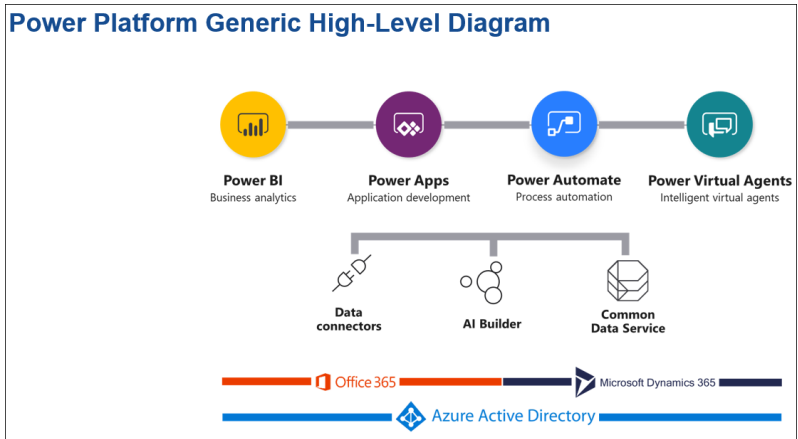 Power Platform Generic High-Level Diagram
Power BI
Business analytics
Power Apps
Application development
Power Automate
Process automation
Power Virtual Agents
Intelligent virtual agents
Data
connectors
AI Builder
Common
Data Service
Office 365
Microsoft Dynamics 365
Azure Active Directory